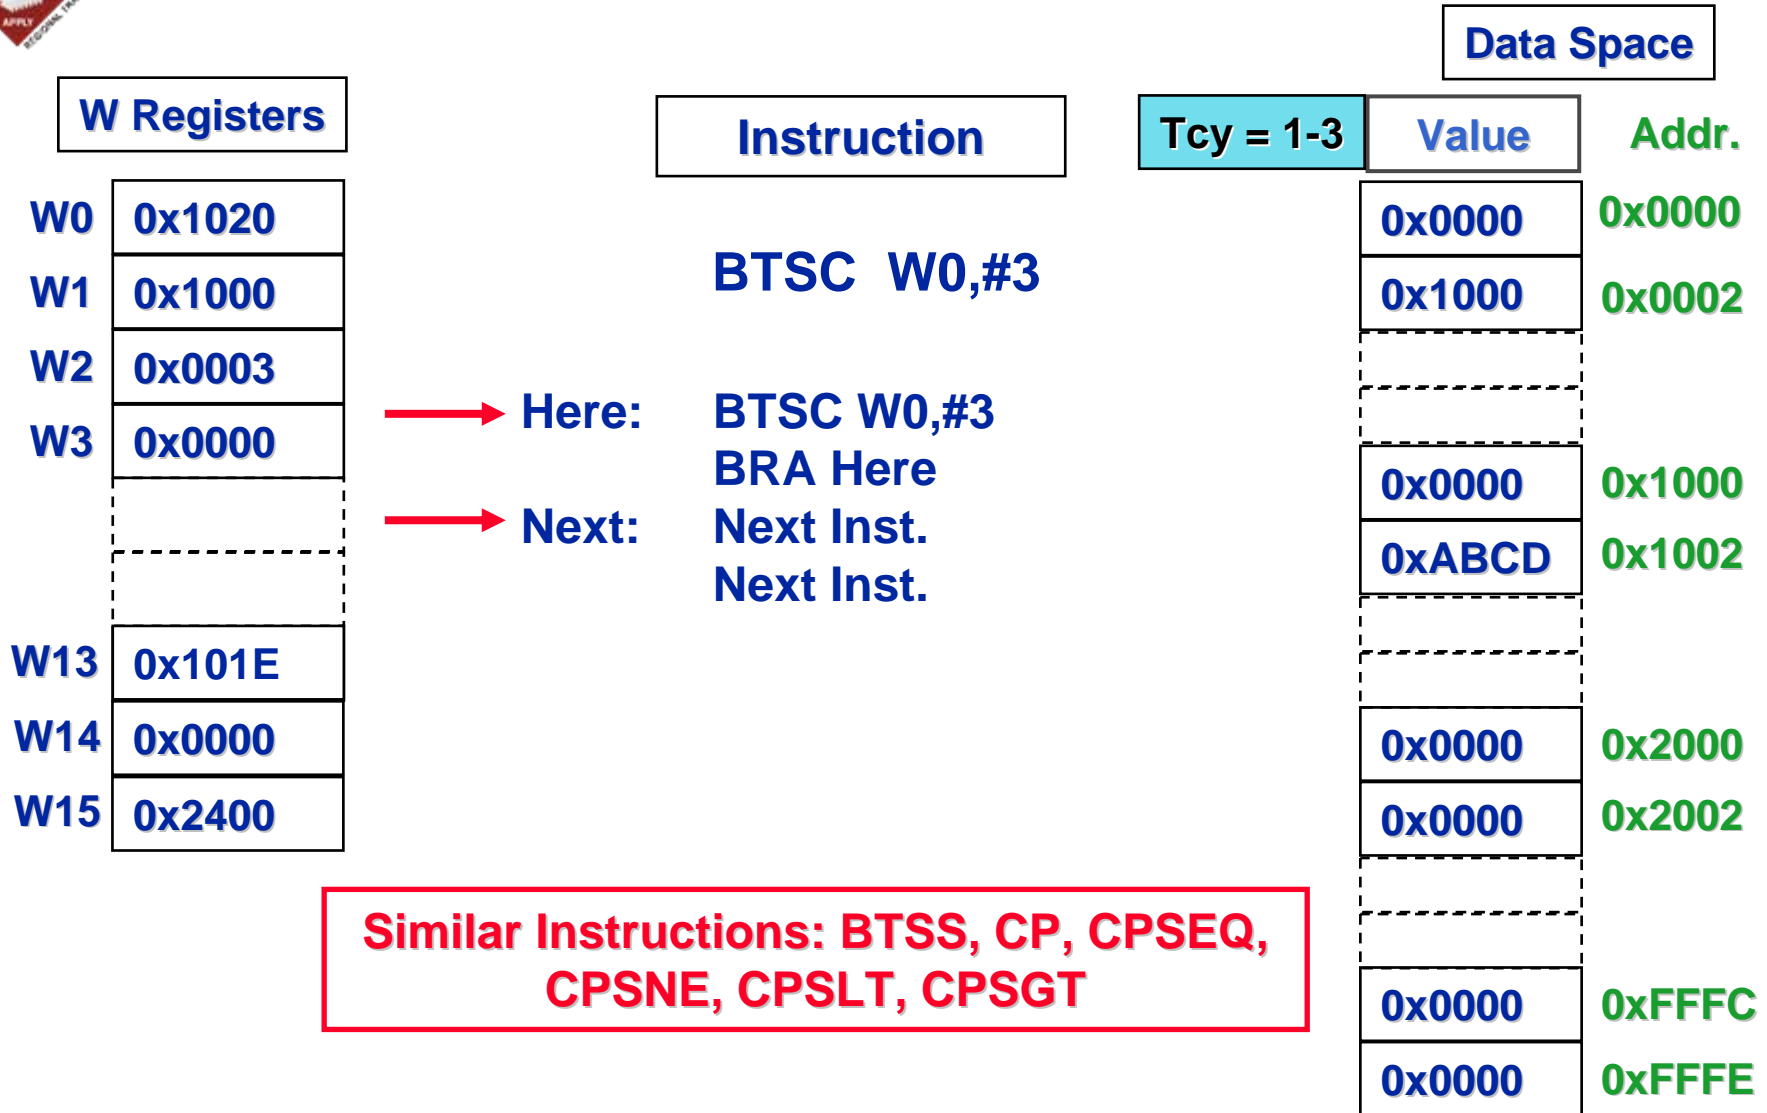 APPLY
Data Space
W Registers
Instruction
Tcy = 1-3
Value
Addr.
W0 0x1020
W1 0x1000
W2 0x0003
W3 0x0000
W13 0x101E
W14 0x0000
W15 0x2400
BTSC W0,#3
Here: BTSC W0,#3
BRA Here
Next: Next Inst.
Next Inst.
0x0000 0x0000
0x1000 0x0002
0x0000 0x1000
0xABCD 0x1002
0x0000 0x2000
0x0000 0x2002
0x0000 0xFFFC
0x0000 0xFFFE
Similar Instructions: BTSS, CP, CPSEQ,
CPSNE, CPSLT, CPSGT